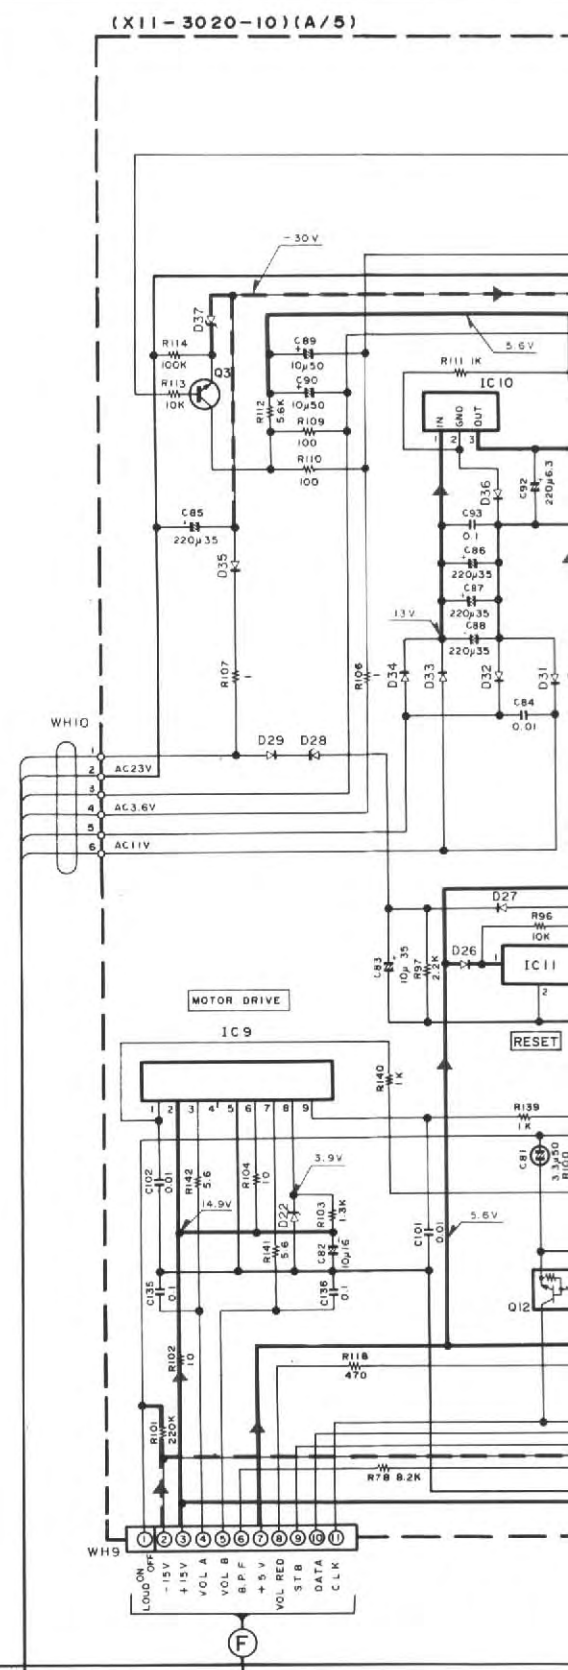 (X11-3020-10)(A/5)
-30V
D37
C89
10µ50
5.6V
R114
100K
R111 1K
Q3
C90
10µ50
IC10
R113
10K
R112
5.6K
R109
100
IN
GND
OUT
1 2 3
R110
100
D36
C92
220µ6.3
C85
220µ35
C93
0.1
D35
C86
220µ35
C87
220µ35
13V
C88
220µ35
R107
1
R106
1
D34
D33
D32
D31
C84
0.01
WH10
D29 D28
1
2 AC23V
3
4 AC3.6V
5
6 AC11V
D27
R96
10K
C83
10µ 35
R97
2.2K
D26
1
IC11
2
MOTOR DRIVE
IC9
RESET
R140
1K
1 2 3 4 5 6 7 8 9
R139
1K
C102
0.01
R142
5.6
R104
10
3.9V
C81
3.3µ50
R100
14.9V
D22
R103
1.3K
C101
0.01
5.6V
R141
5.6
C82
10µ16
C135
0.1
C136
0.1
Q12
R102
10
R118
470
R101
220K
R78 8.2K
WH9
1 2 3 4 5 6 7 8 9 10 11
LOUD ON OFF
-15V
+15V
VOL A
VOL B
B.P.F
+5V
VOL RED
STB
DATA
CLK
F